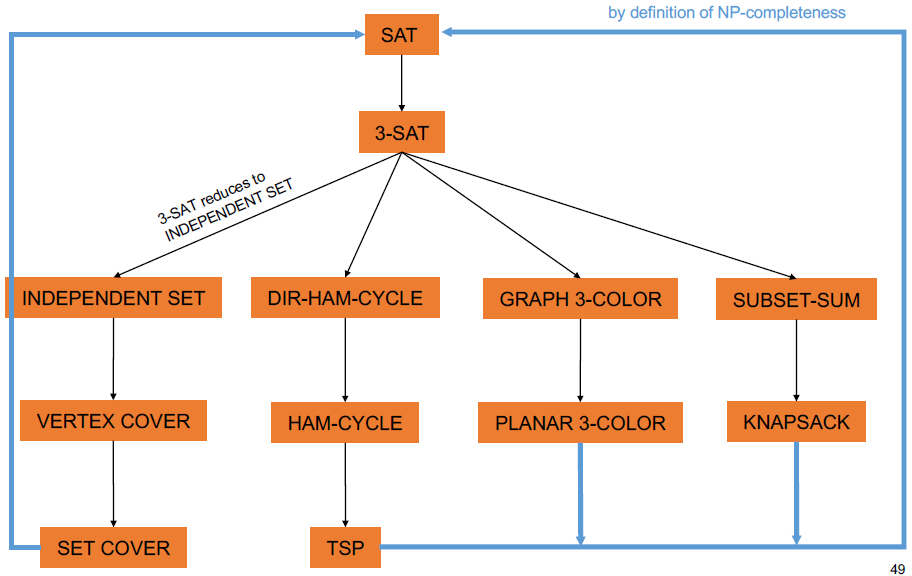 by definition of NP-completeness
SAT
3-SAT
3-SAT reduces to
INDEPENDENT SET
INDEPENDENT SET
DIR-HAM-CYCLE
GRAPH 3-COLOR
SUBSET-SUM
VERTEX COVER
HAM-CYCLE
PLANAR 3-COLOR
KNAPSACK
SET COVER
TSP
49